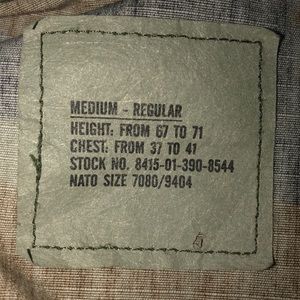 MEDIUM - REGULAR
HEIGHT: FROM 67 TO 71
CHEST: FROM 37 TO 41
STOCK NO. 8415-01-390-8544
NATO SIZE 7080/9404